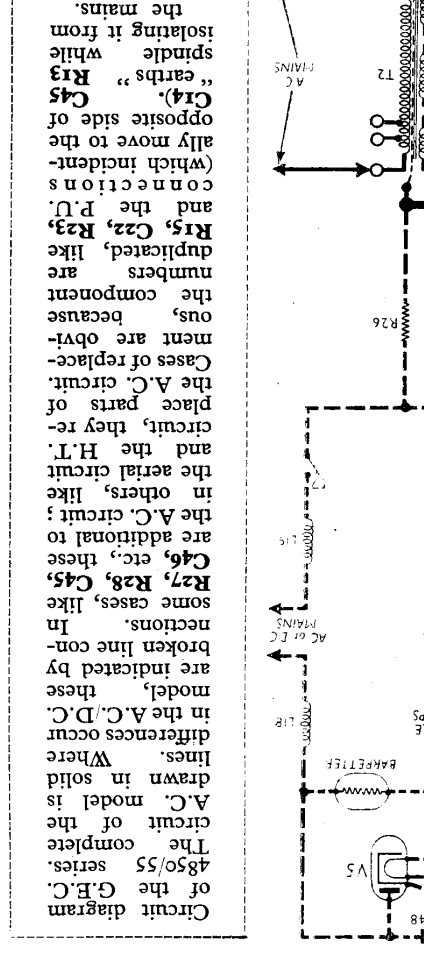 Circuit diagram
of the G.E.C.
4850/55 series.
The complete
circuit of the
A.C. model is
drawn in solid
lines. Where
differences occur
in the A.C./D.C.
model, these
are indicated by
broken line con-
nections. In
some cases, like
R27, R28, C45,
C46, etc., these
are additional to
the A.C. circuit ;
in others, like
the aerial circuit
and the H.T.
circuit, they re-
place parts of
the A.C. circuit.
Cases of replace-
ment are obvi-
ous, because
the component
numbers are
duplicated, like
R15, C22, R23,
and the P.U.
connections
(which incident-
ally move to the
opposite side of
C14). C45
" earths " R13
spindle while
isolating it from
the mains.
48
V5
BARRETTER
L18
AC or D.C
MAINS
L19
R26
T2
A C
MAINS